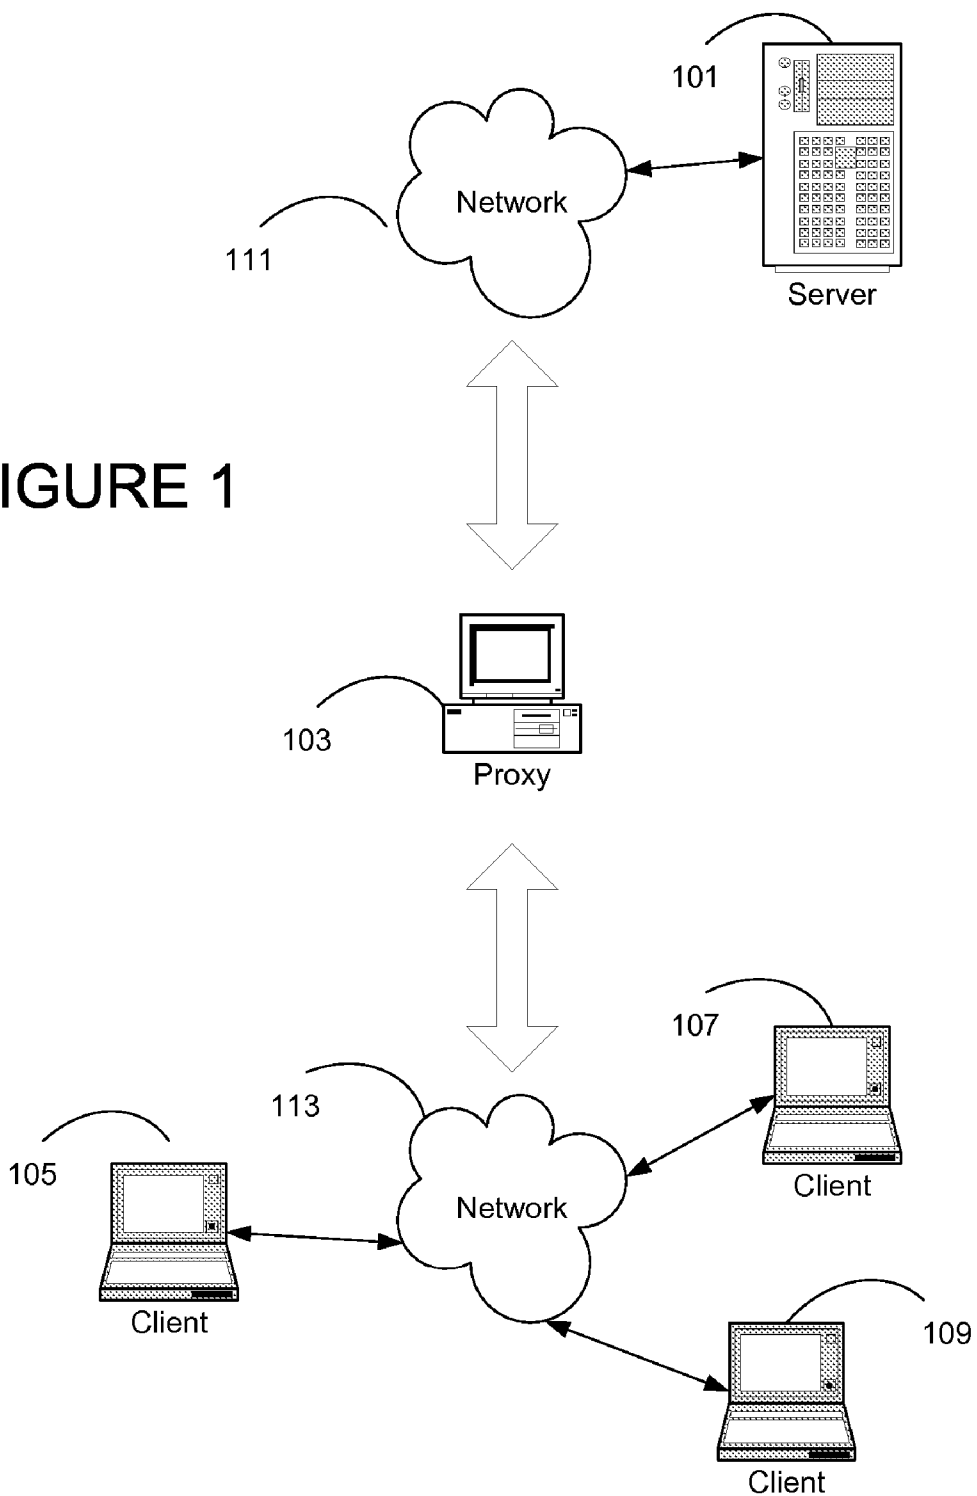 101
Network
111
Server
IGURE 1
103
Proxy
107
113
105
Client
Network
Client
109
Client